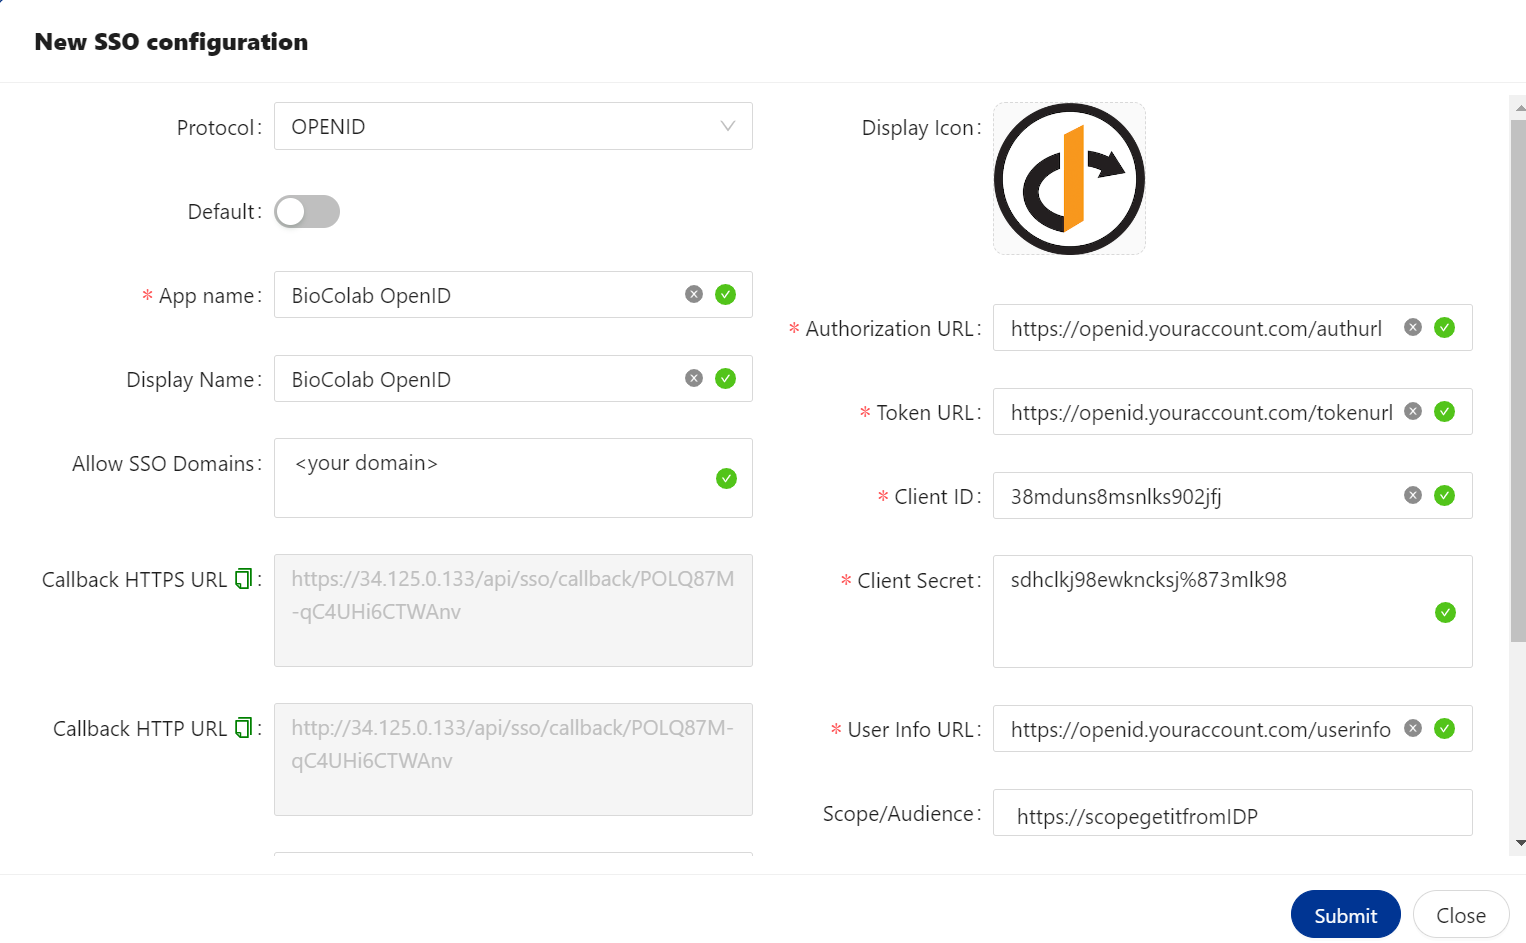 New SSO configuration
Protocol:
OPENID
Default:
* App name:
BioColab OpenID
Display Name:
BioColab OpenID
Allow SSO Domains:
<your domain>
Callback HTTPS URL :
https://34.125.0.133/api/sso/callback/POLQ87M
-qC4UHi6CTWAnv
Callback HTTP URL :
http://34.125.0.133/api/sso/callback/POLQ87M-
qC4UHi6CTWAnv
Display Icon:
* Authorization URL:
https://openid.youraccount.com/authurl
* Token URL:
https://openid.youraccount.com/tokenurl
* Client ID:
38mduns8msnlks902jfj
* Client Secret:
sdhclkj98ewkncksj%873mlk98
* User Info URL:
https://openid.youraccount.com/userinfo
Scope/Audience:
https://scopegetitfromIDP
Submit
Close